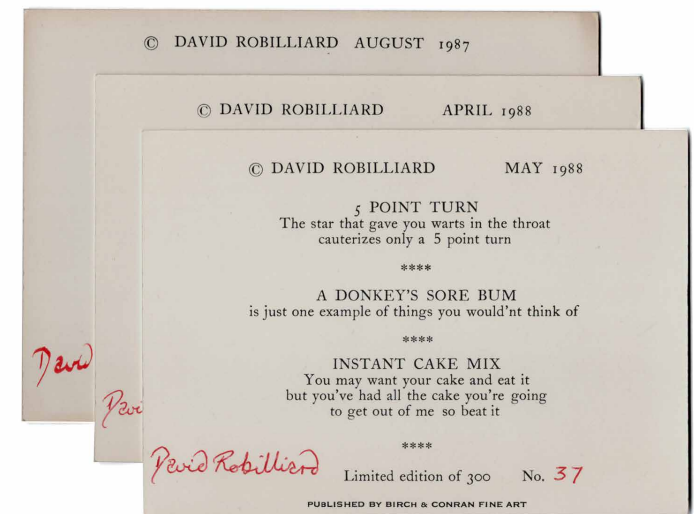 © DAVID ROBILLIARD AUGUST 1987
© DAVID ROBILLIARD APRIL 1988
© DAVID ROBILLIARD MAY 1988
5 POINT TURN
The star that gave you warts in the throat
cauterizes only a 5 point turn
****
A DONKEY'S SORE BUM
is just one example of things you would'nt think of
****
INSTANT CAKE MIX
You may want your cake and eat it
but you've had all the cake you're going
to get out of me so beat it
****
David
Davi
David Robilliard Limited edition of 300 No. 37
PUBLISHED BY BIRCH & CONRAN FINE ART